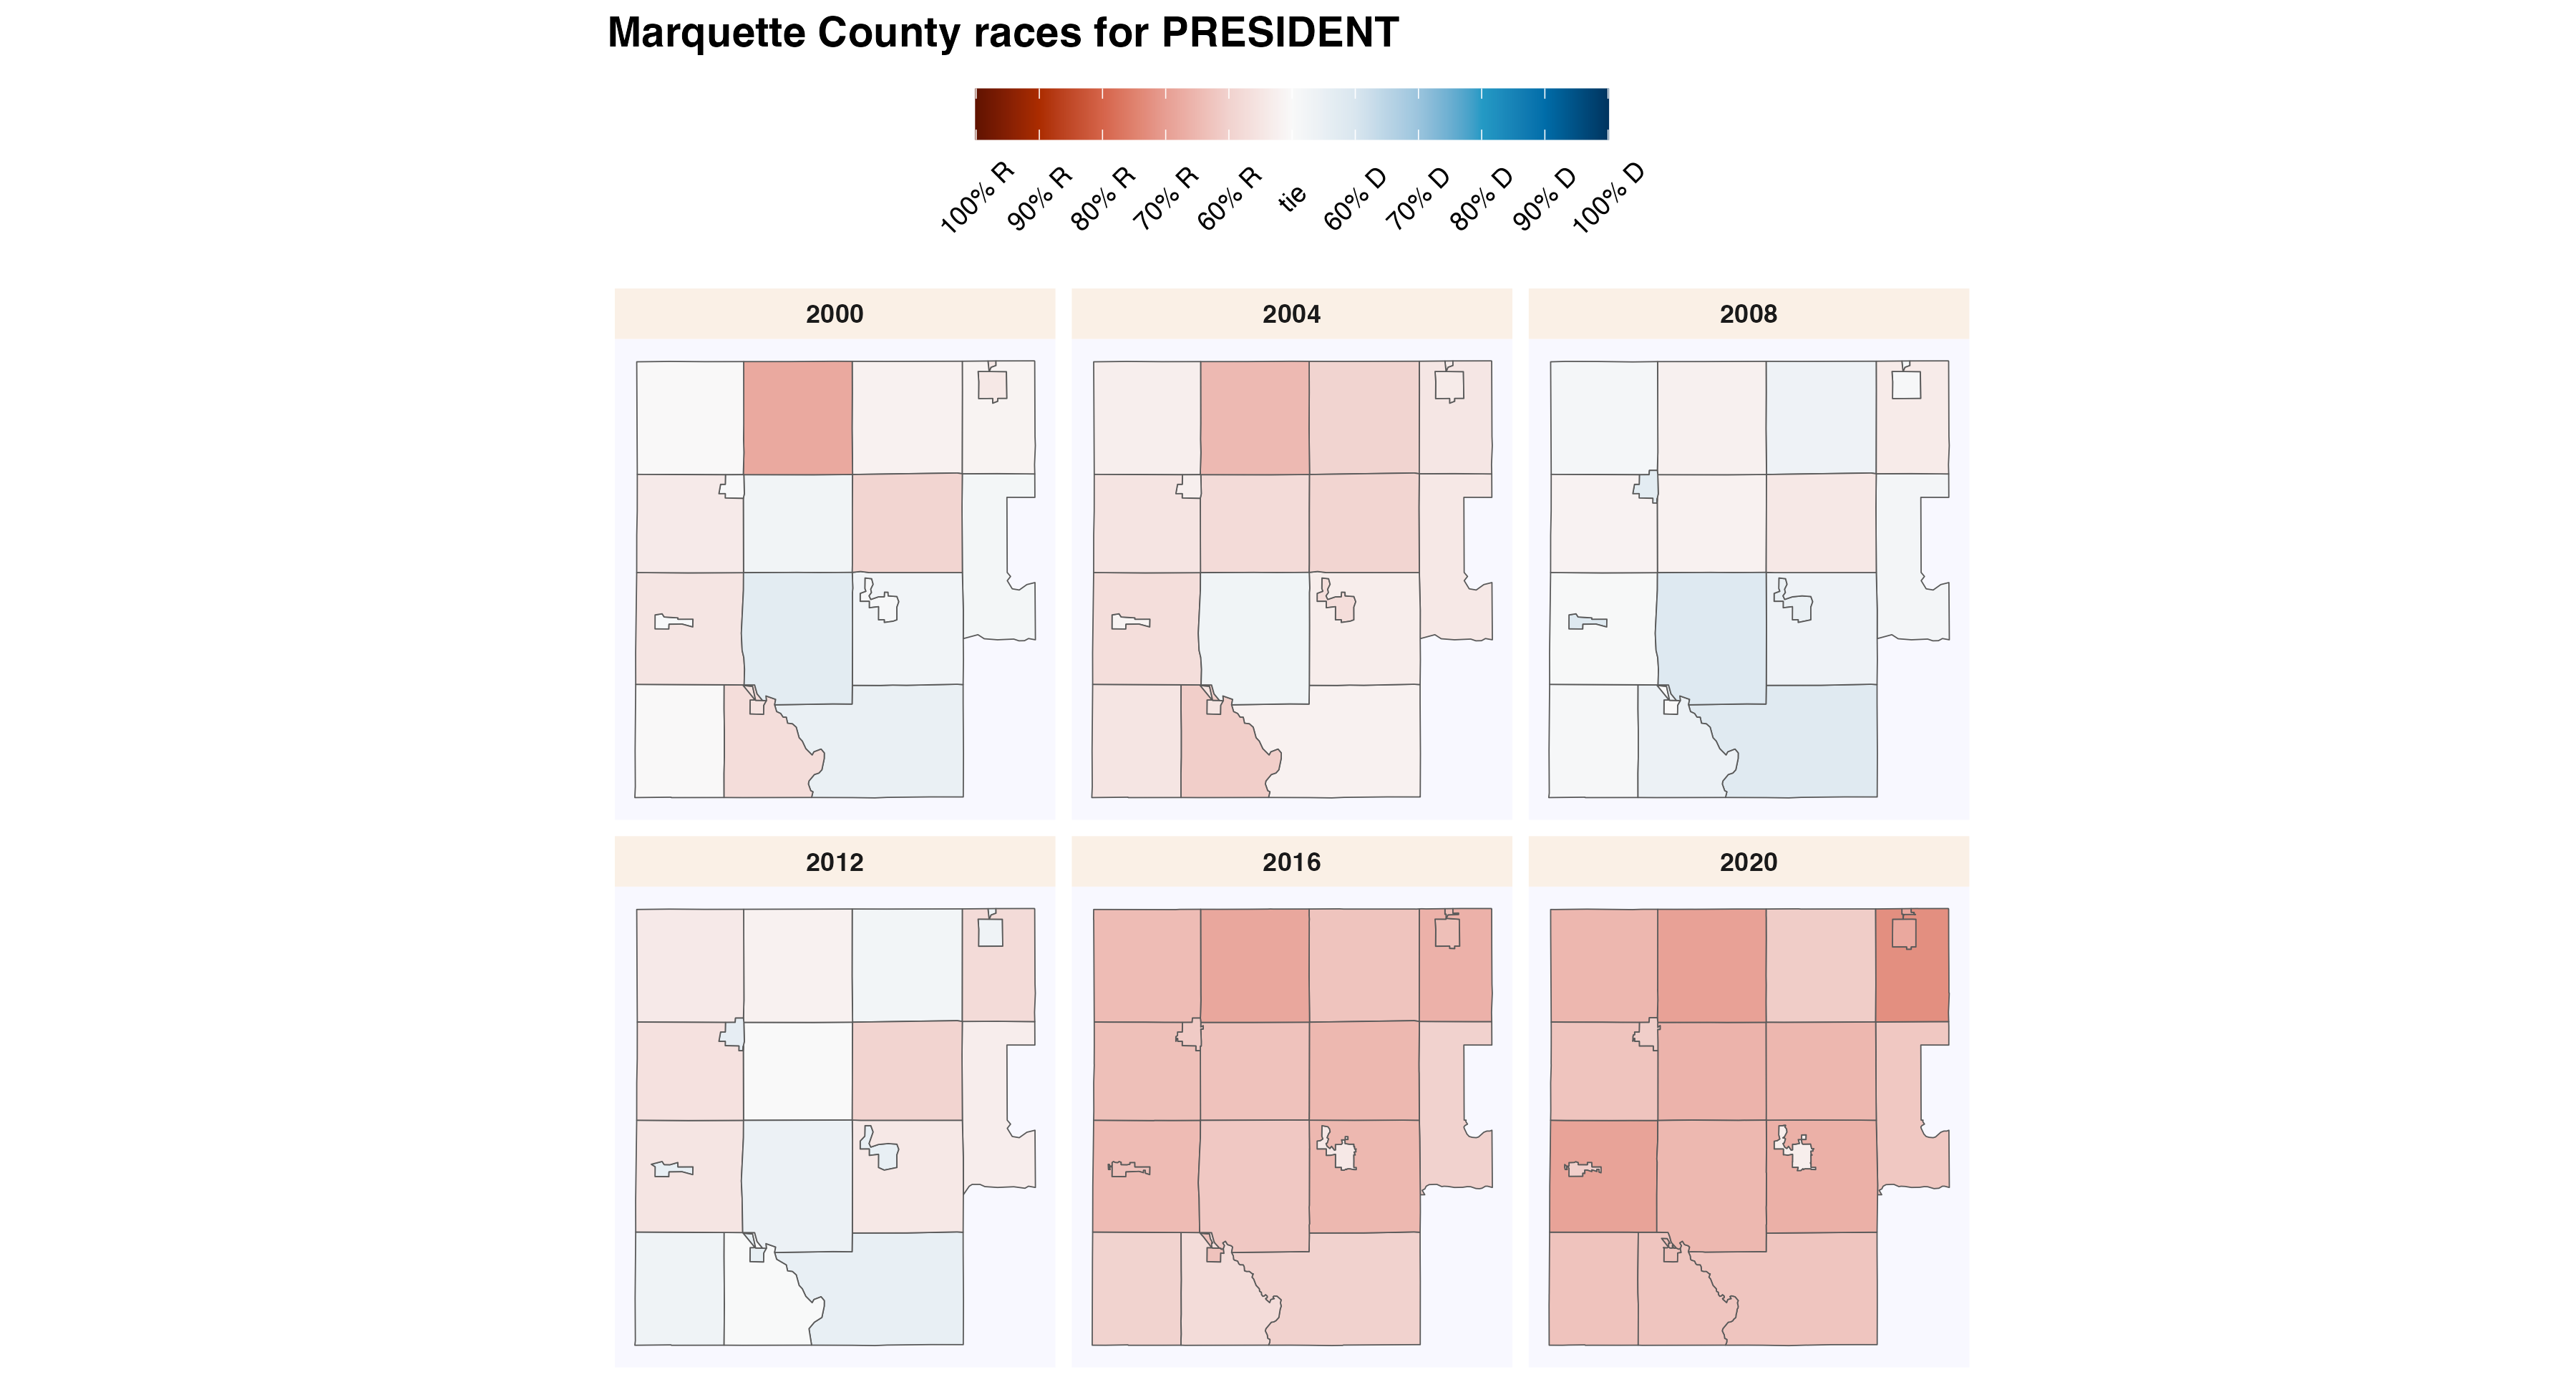 Marquette County races for PRESIDENT
100% R
90% R
80% R
70% R
60% R
tie
60% D
70% D
80% D
90% D
100% D
2000
2004
2008
2012
2016
2020